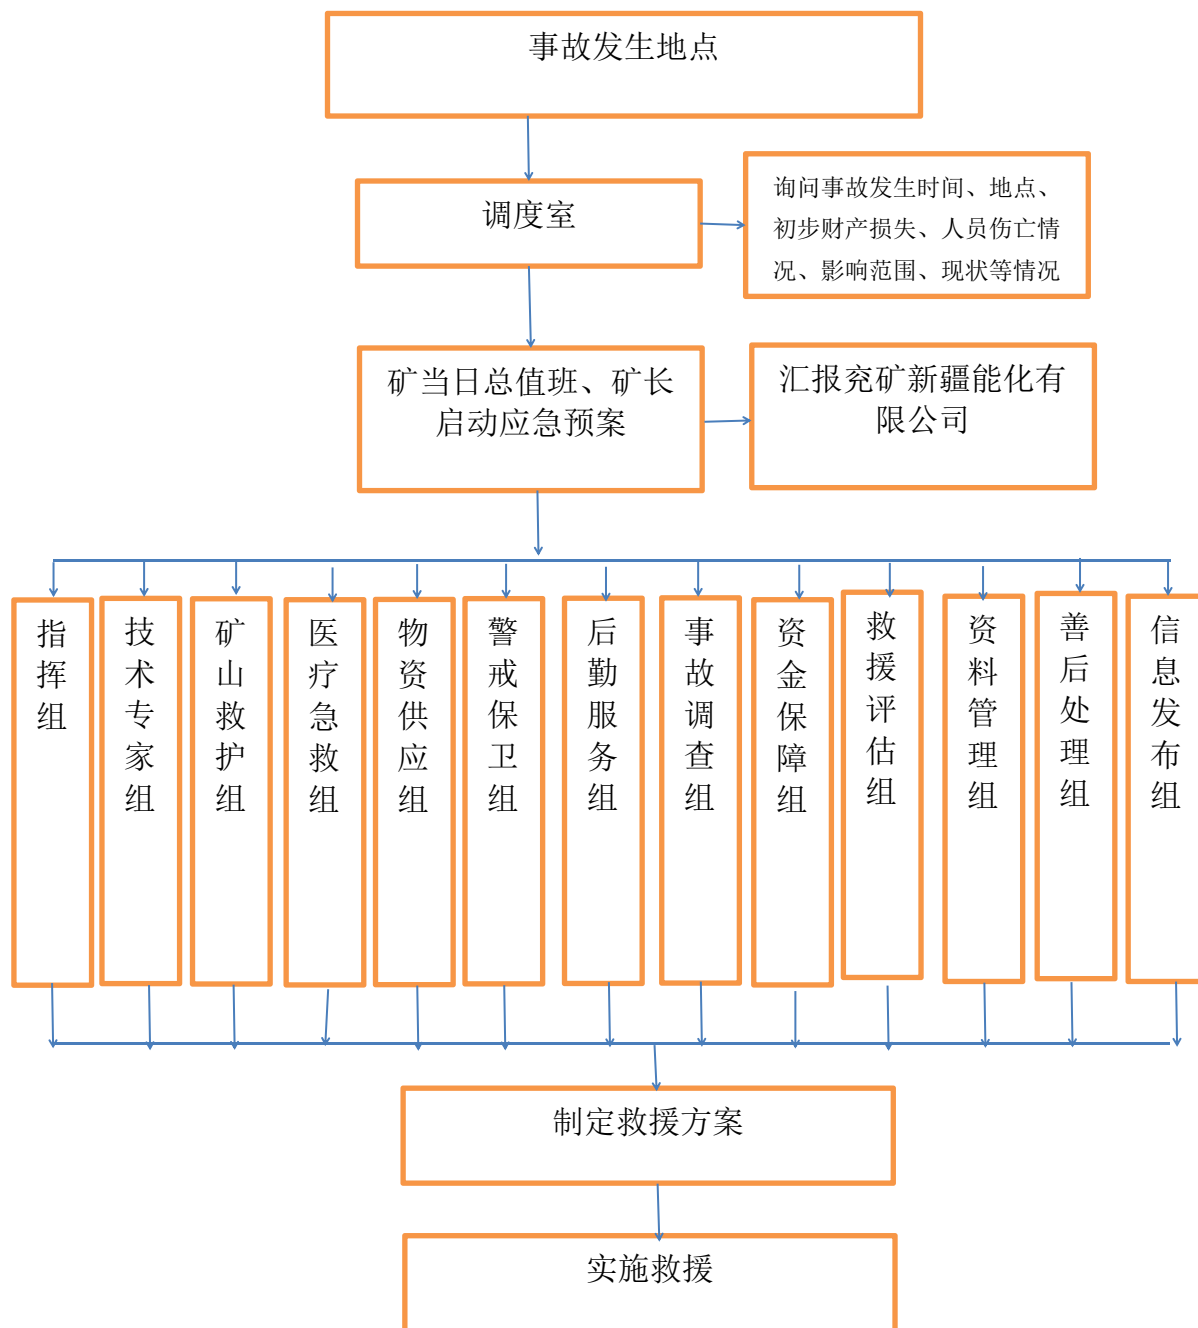 事故发生地点
调度室
询问事故发生时间、地点、
初步财产损失、人员伤亡情
况、影响范围、现状等情况
矿当日总值班、矿长
启动应急预案
汇报兖矿新疆能化有
限公司
指挥组
技术专家组
矿山救护组
医疗急救组
物资供应组
警戒保卫组
后勤服务组
事故调查组
资金保障组
救援评估组
资料管理组
善后处理组
信息发布组
制定救援方案
实施救援